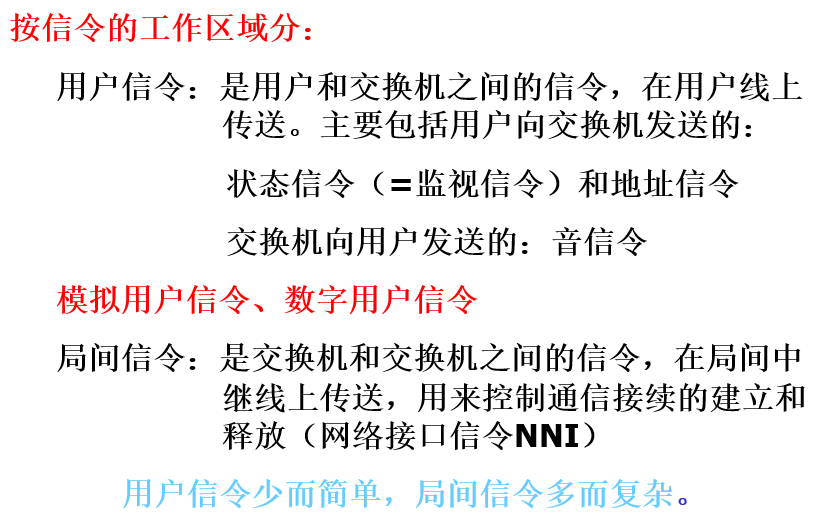 按信令的工作区域分：
用户信令：是用户和交换机之间的信令，在用户线上
传送。主要包括用户向交换机发送的：
状态信令（=监视信令）和地址信令
交换机向用户发送的：音信令
模拟用户信令、数字用户信令
局间信令：是交换机和交换机之间的信令，在局间中
继线上传送，用来控制通信接续的建立和
释放（网络接口信令NNI）
用户信令少而简单，局间信令多而复杂。